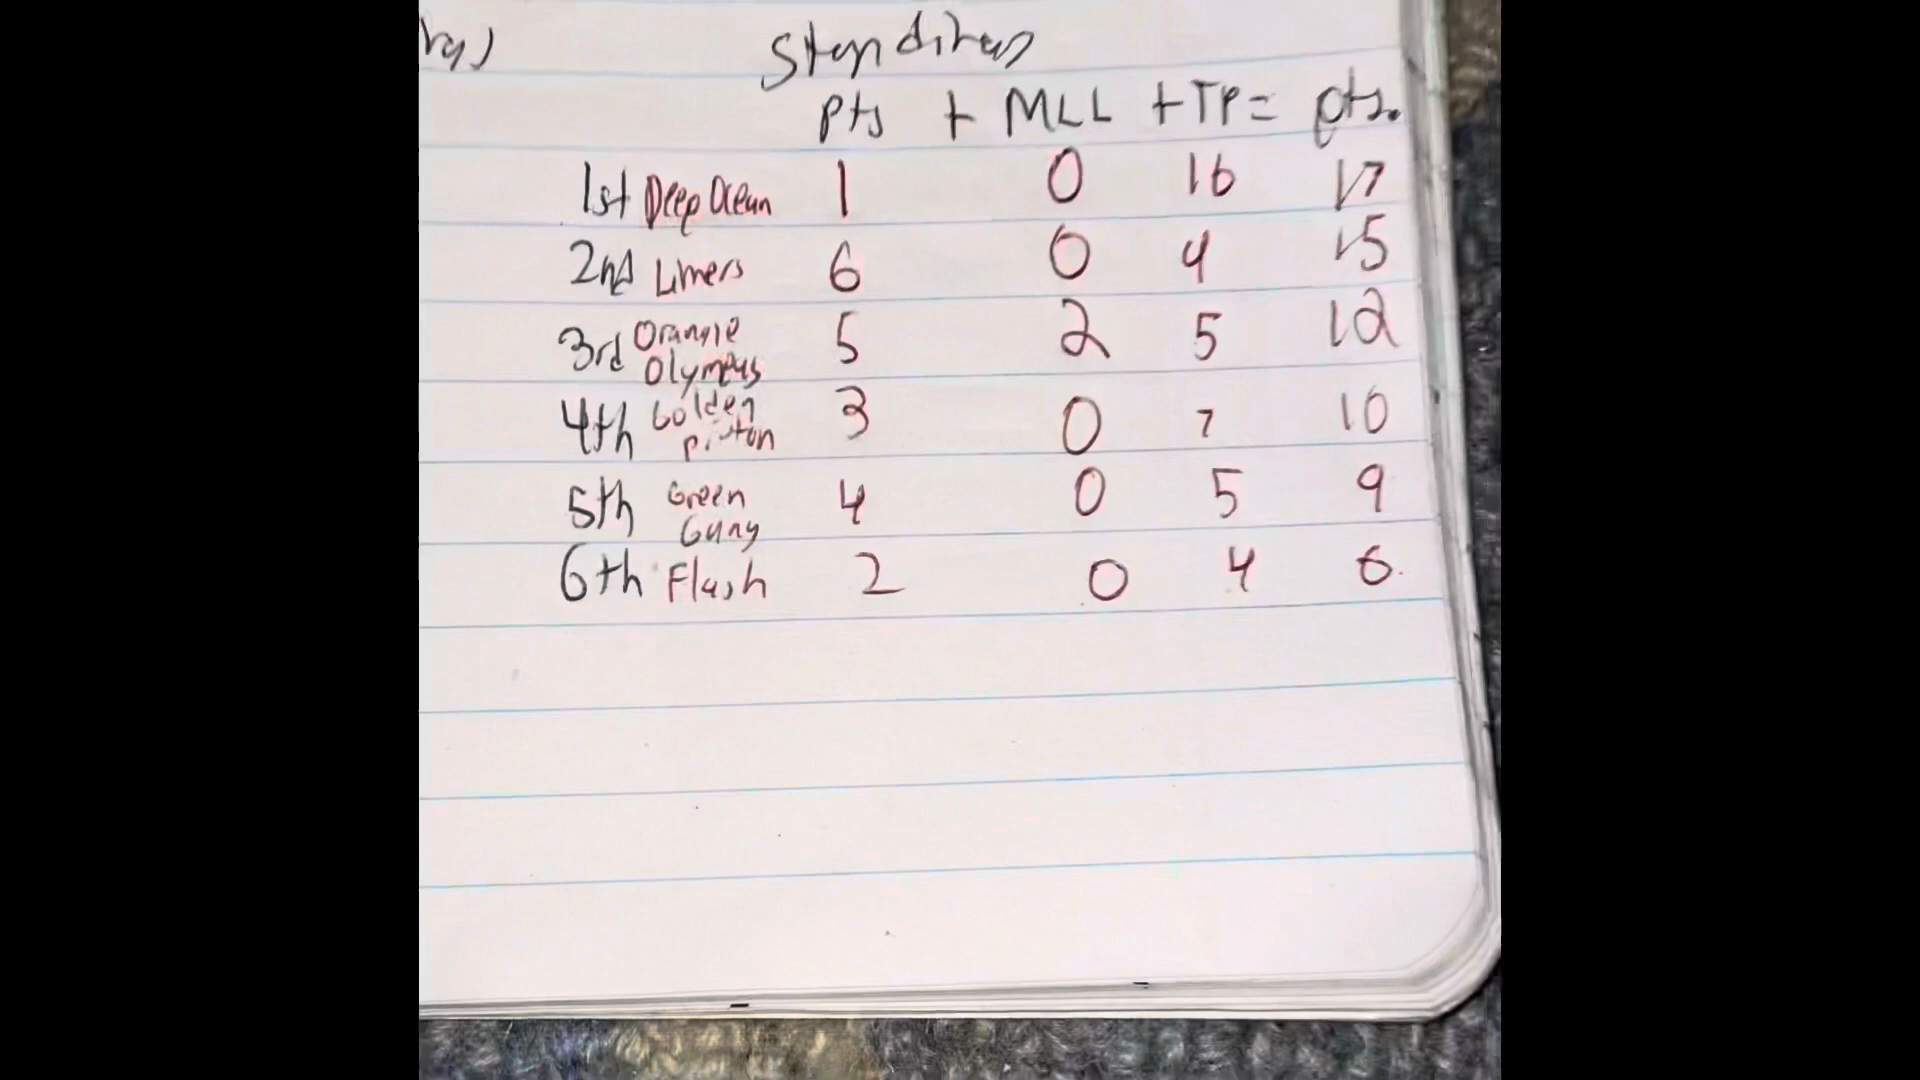 Standings
pts + MLL + TP = pts.
1st Deep Ocean 1 0 16 17
2nd Limers 6 0 9 15
3rd Orange
Olympus 5 2 5 12
4th Golden
piston 3 0 7 10
5th Green
Gang 4 0 5 9
6th Flash 2 0 4 6